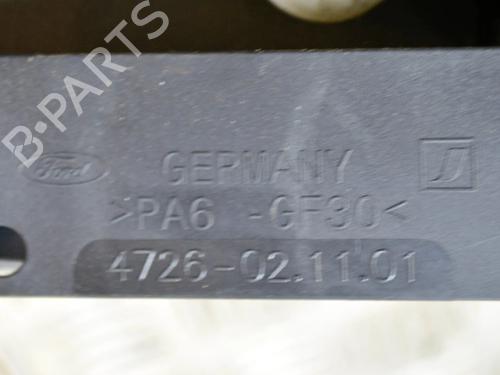 B-PARTS
Ford
GERMANY
>PA6 -GF30<
4726-02.11.01